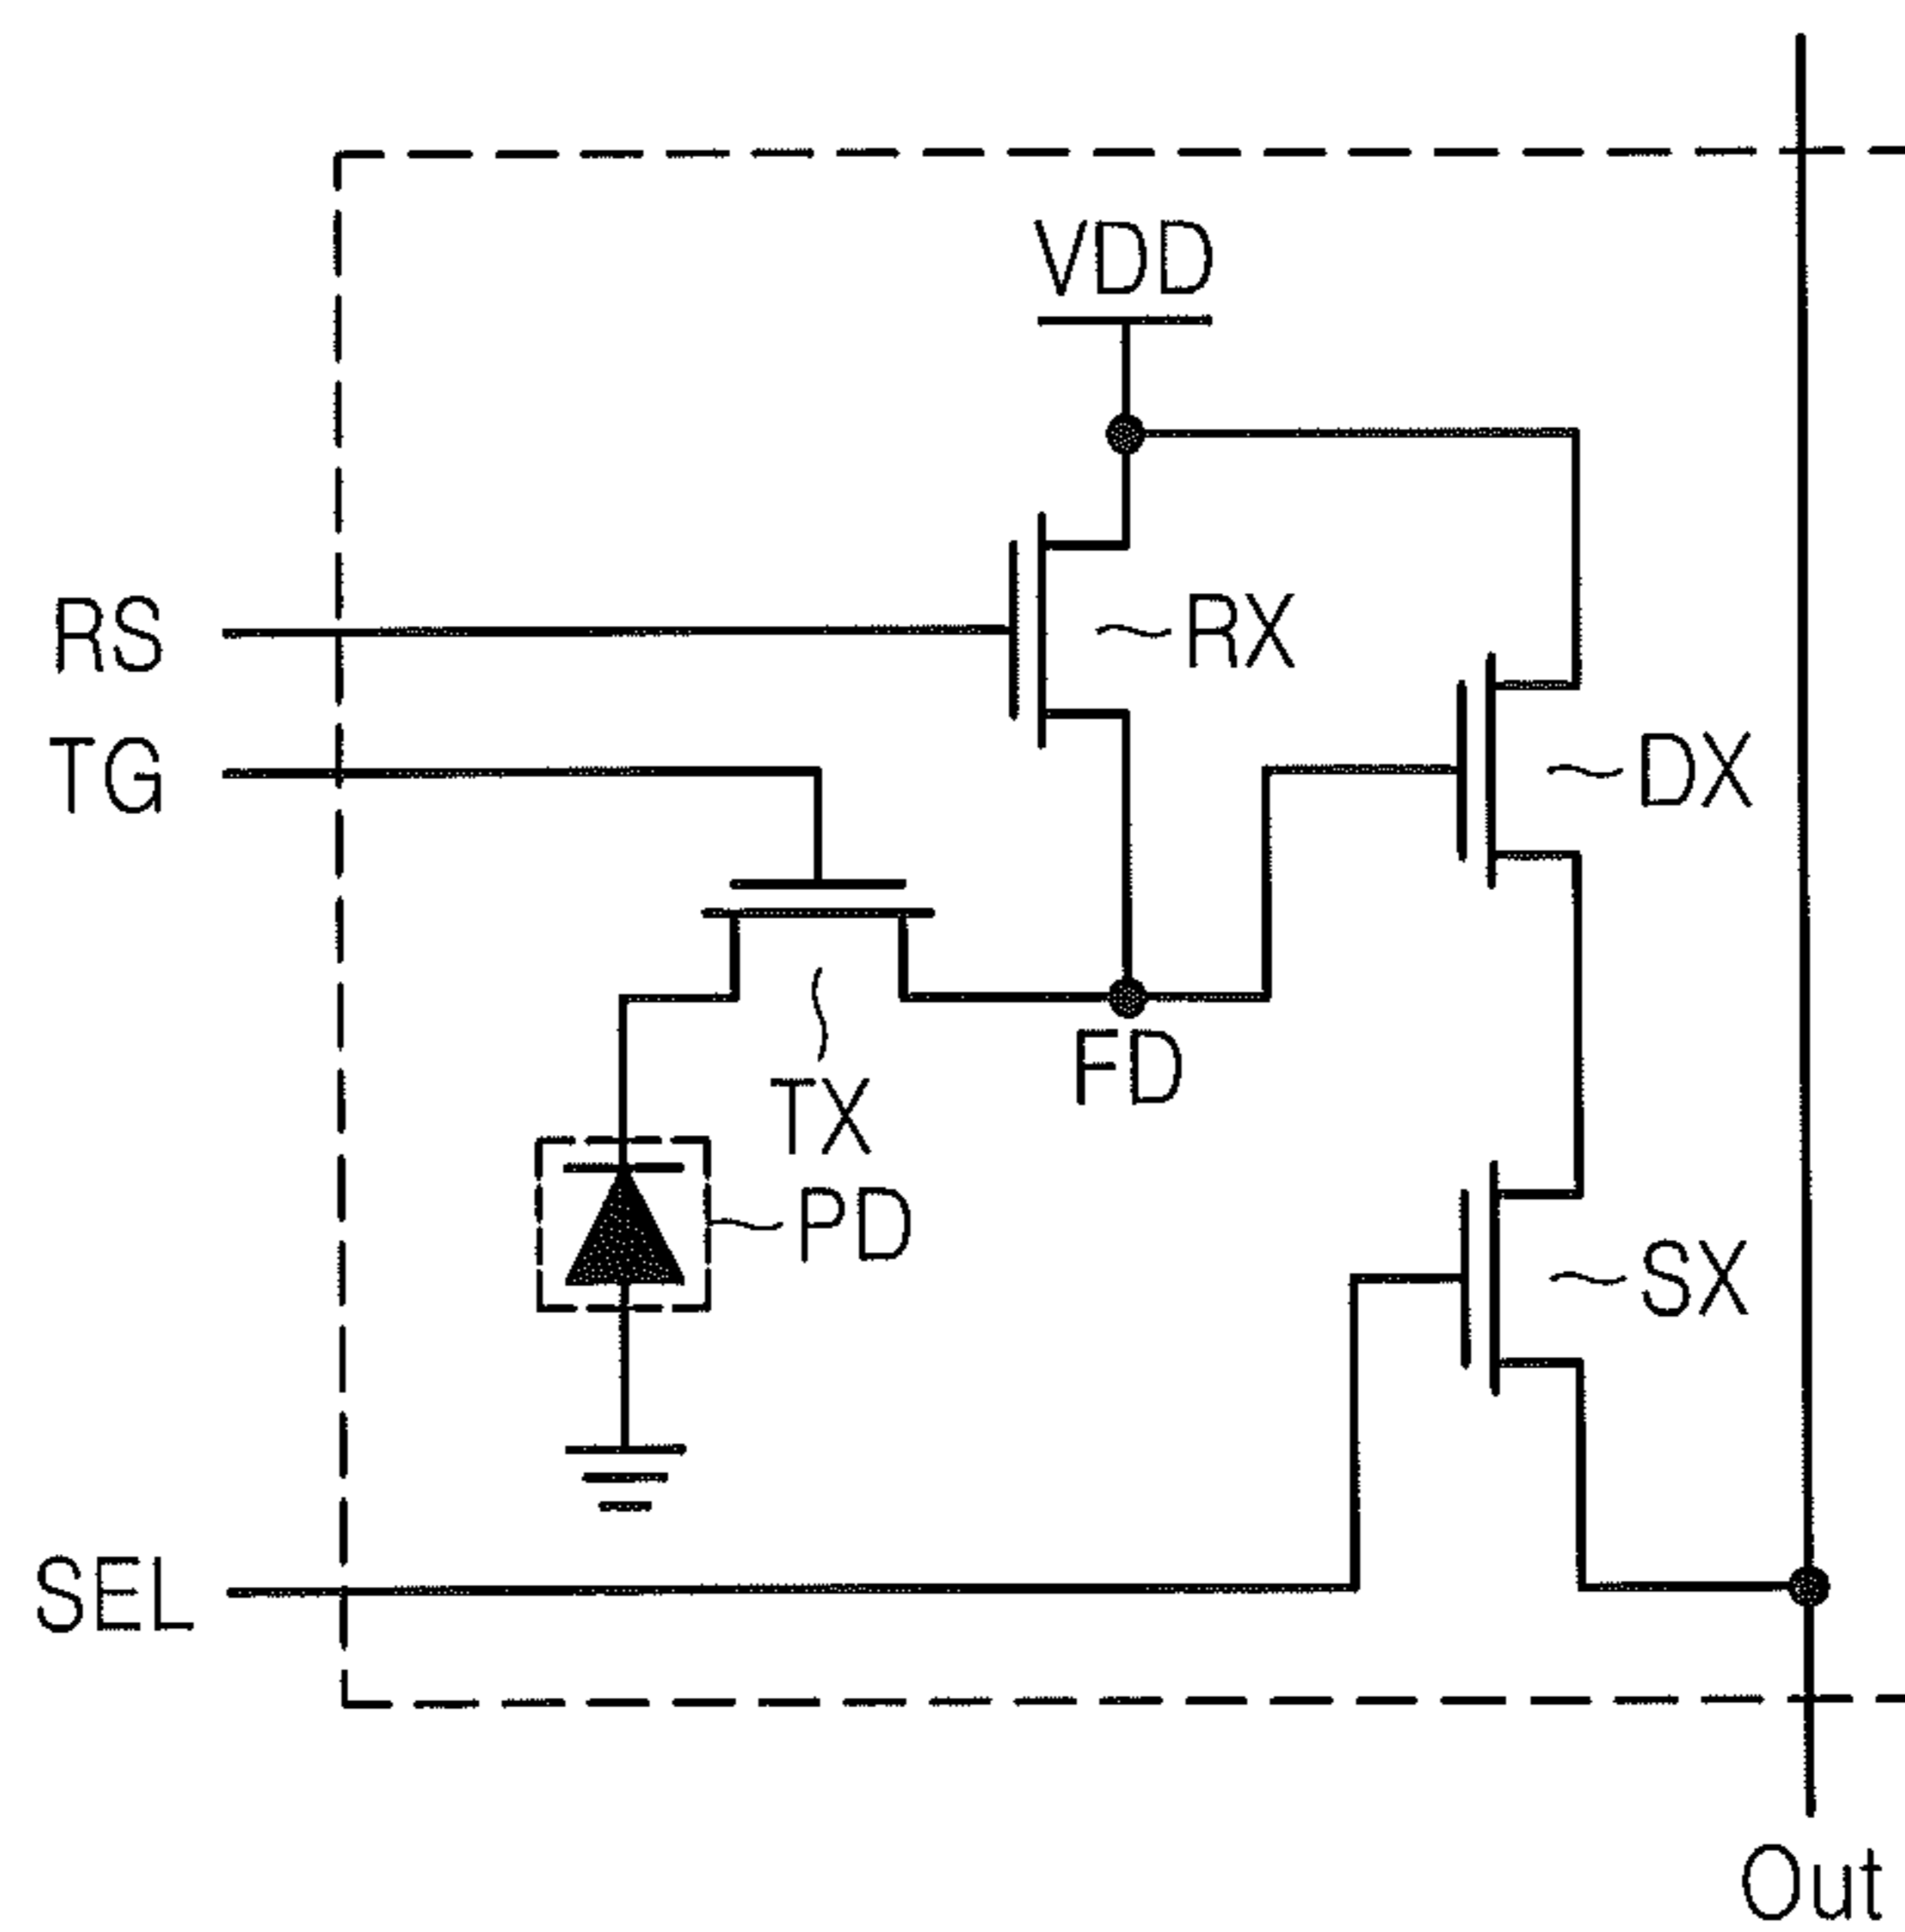 VDD
RS
RX
TG
DX
FD
TX
PD
SX
SEL
Out